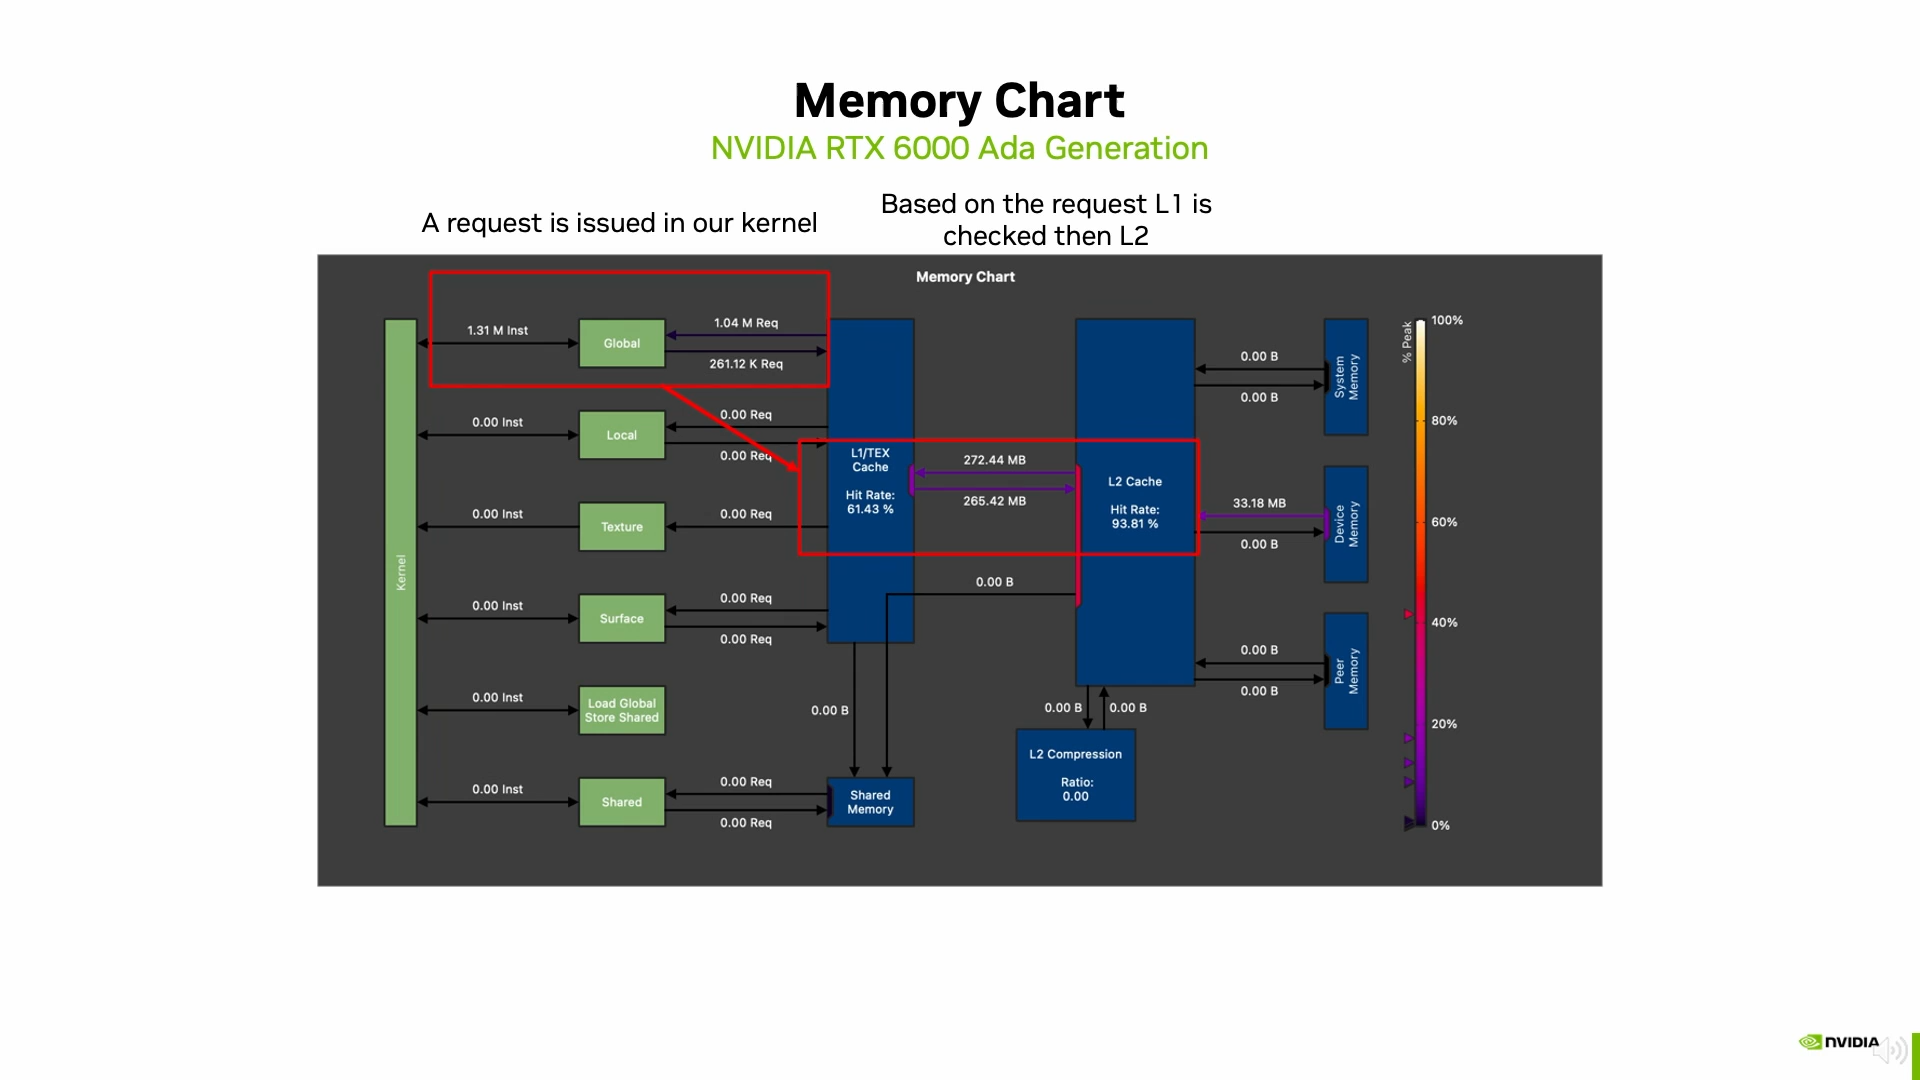 Memory Chart
NVIDIA RTX 6000 Ada Generation
A request is issued in our kernel
Based on the request L1 is
checked then L2
Memory Chart
Kernel
1.31 M Inst
Global
1.04 M Req
261.12 K Req
0.00 Inst
Local
0.00 Req
0.00 Req
0.00 Inst
Texture
0.00 Req
0.00 Inst
Surface
0.00 Req
0.00 Req
0.00 Inst
Load Global
Store Shared
0.00 Inst
Shared
0.00 Req
0.00 Req
L1/TEX
Cache
Hit Rate:
61.43 %
272.44 MB
265.42 MB
0.00 B
0.00 B
Shared
Memory
L2 Cache
Hit Rate:
93.81 %
0.00 B
0.00 B
L2 Compression
Ratio:
0.00
0.00 B
0.00 B
System
Memory
33.18 MB
0.00 B
Device
Memory
0.00 B
0.00 B
Peer
Memory
% Peak
100%
80%
60%
40%
20%
0%
NVIDIA